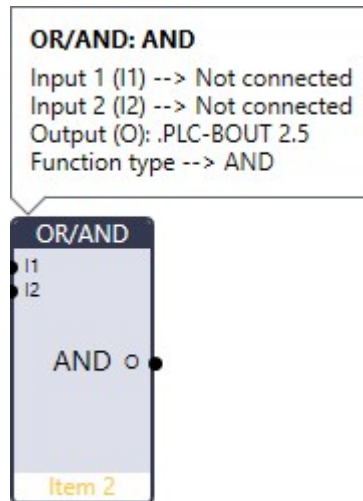 OR/AND: AND
Input 1 (I1) --> Not connected
Input 2 (I2) --> Not connected
Output (O): .PLC-BOUT 2.5
Function type --> AND
OR/AND
I1
I2
AND O
Item 2